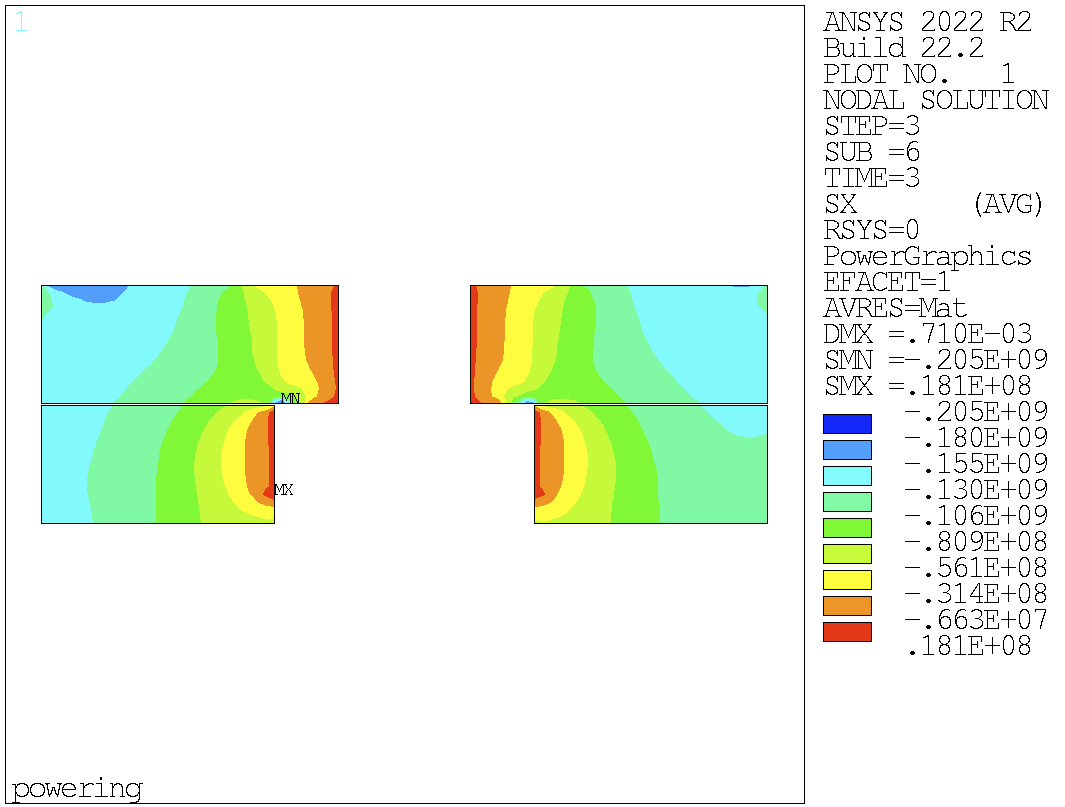 1
ANSYS 2022 R2
Build 22.2
PLOT NO.   1
NODAL SOLUTION
STEP=3
SUB =6
TIME=3
SX       (AVG)
RSYS=0
PowerGraphics
EFACET=1
AVRES=Mat
DMX =.710E-03
SMN =-.205E+09
SMX =.181E+08
-.205E+09
-.180E+09
-.155E+09
-.130E+09
-.106E+09
-.809E+08
-.561E+08
-.314E+08
-.663E+07
.181E+08
MN
MX
powering